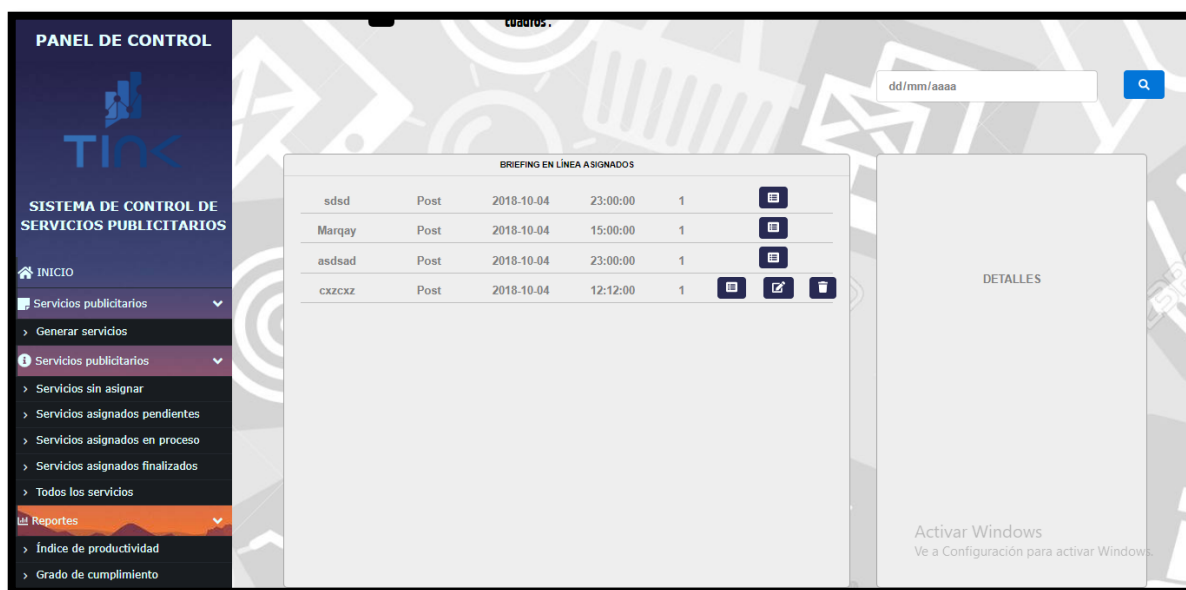 cuadros.
PANEL DE CONTROL
TINK
SISTEMA DE CONTROL DE
SERVICIOS PUBLICITARIOS
INICIO
Servicios publicitarios
Generar servicios
Servicios publicitarios
Servicios sin asignar
Servicios asignados pendientes
Servicios asignados en proceso
Servicios asignados finalizados
Todos los servicios
Reportes
Índice de productividad
Grado de cumplimiento
dd/mm/aaaa
BRIEFING EN LÍNEA ASIGNADOS
sdsd Post 2018-10-04 23:00:00 1
Marqay Post 2018-10-04 15:00:00 1
asdsad Post 2018-10-04 23:00:00 1
cxzcxz Post 2018-10-04 12:12:00 1
DETALLES
Activar Windows
Ve a Configuración para activar Windows.